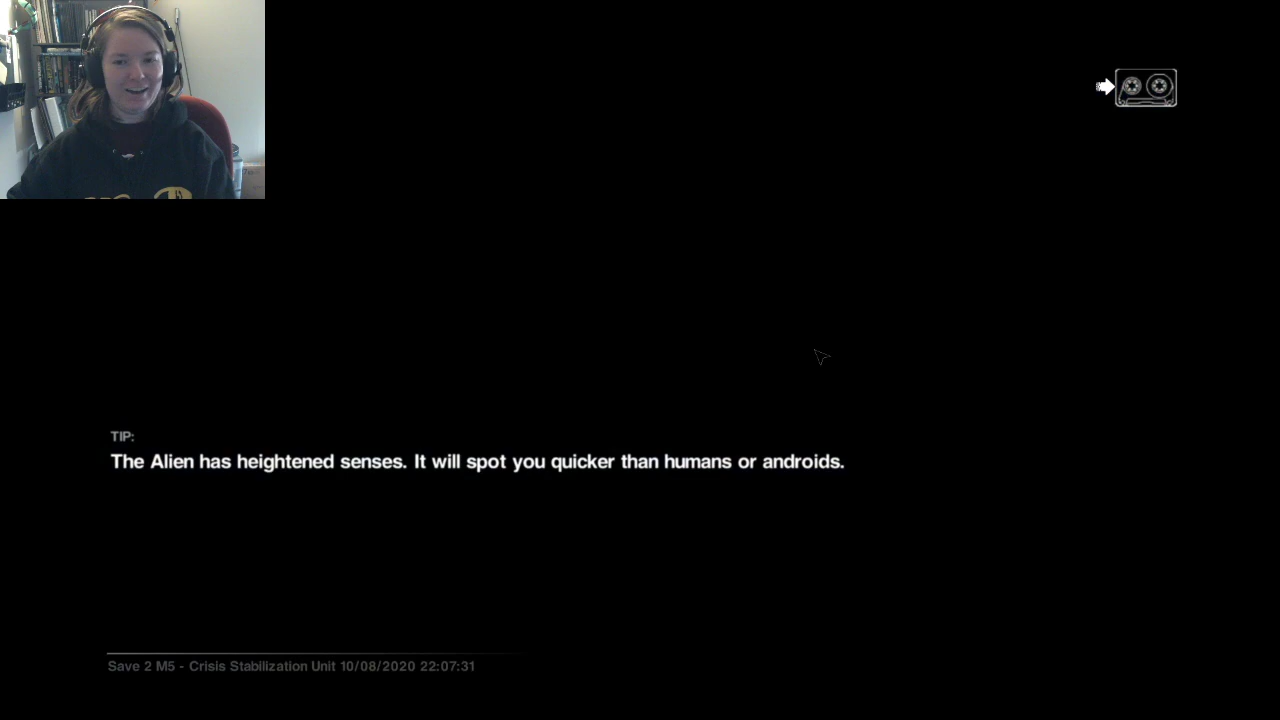 TIP:
The Alien has heightened senses. It will spot you quicker than humans or androids.
Save 2 M5 - Crisis Stabilization Unit 10/08/2020 22:07:31